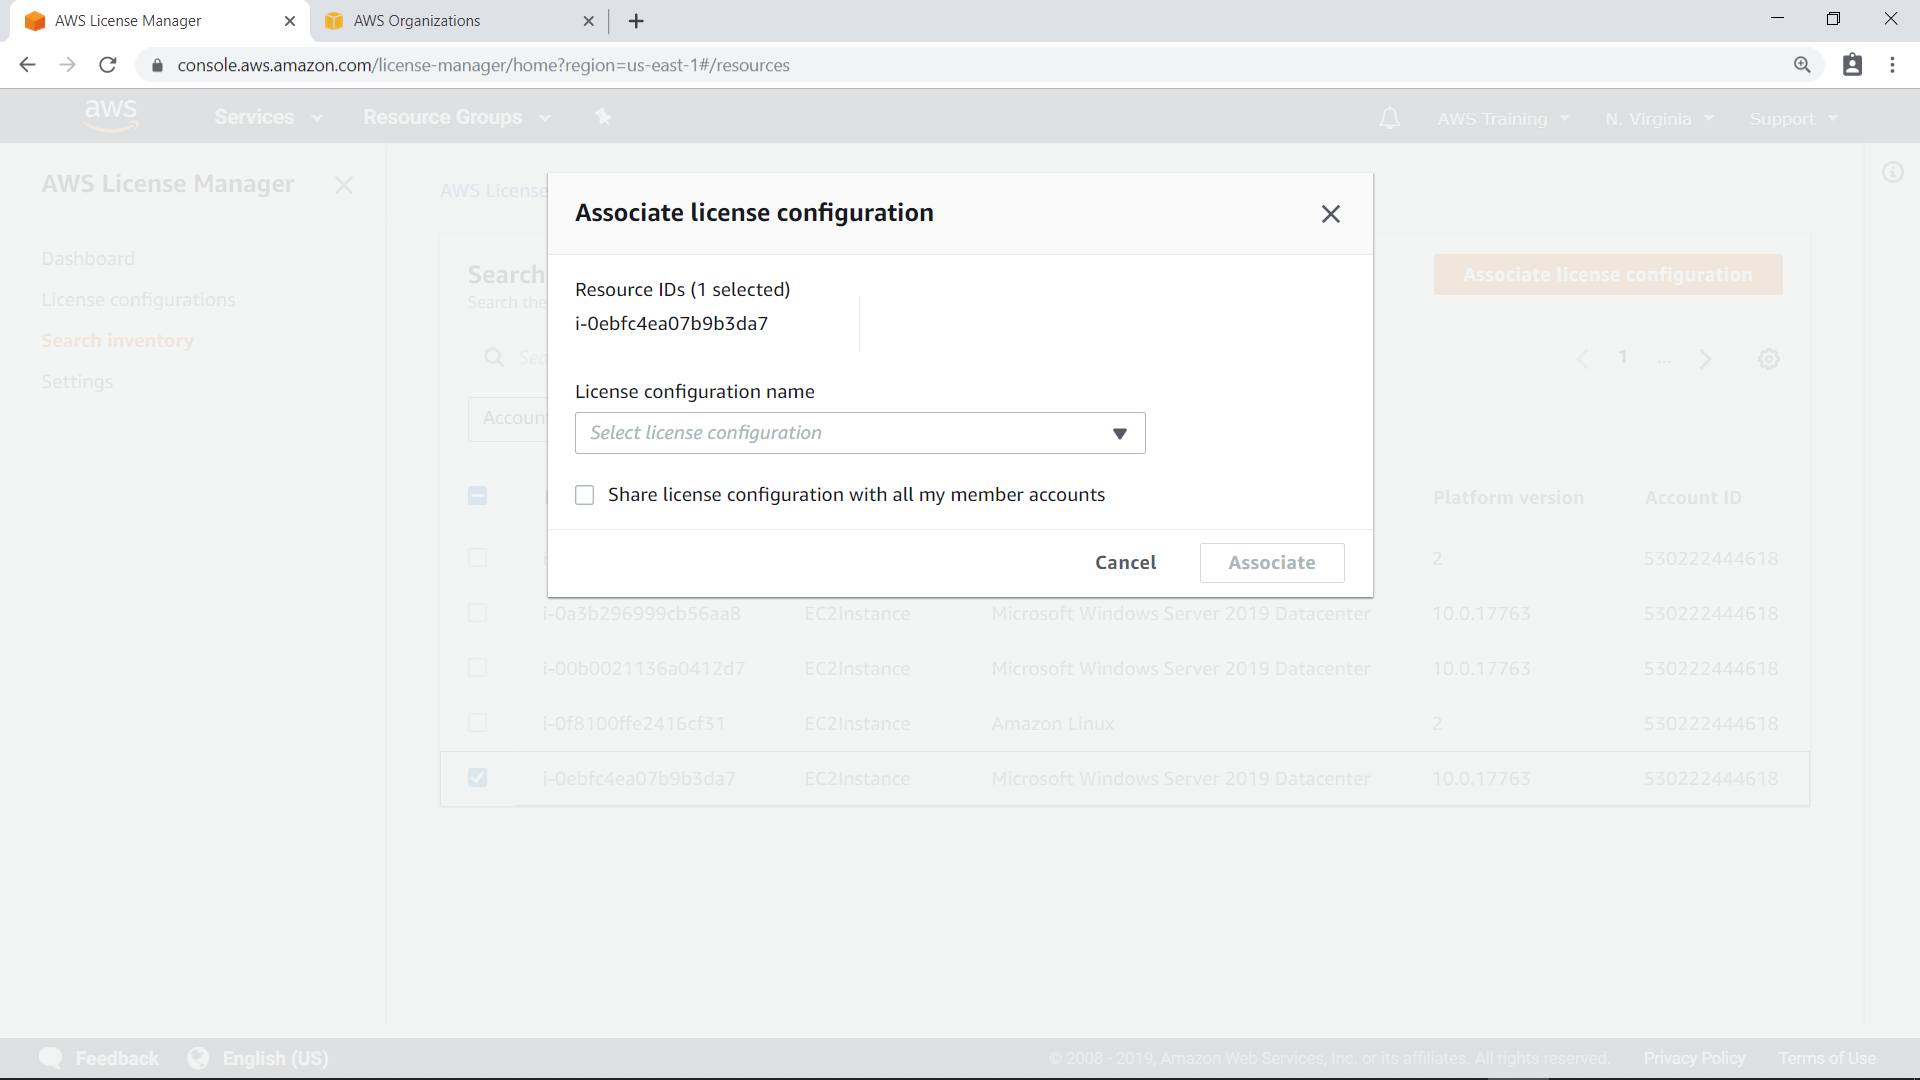 AWS License Manager
AWS Organizations
console.aws.amazon.com/license-manager/home?region=us-east-1#/resources
aws
Services
Resource Groups
AWS Training
N. Virginia
Support
AWS License Manager
Dashboard
License configurations
Search inventory
Settings
AWS License
Search
Search the
Associate license configuration
Sea
1
...
Account
Associate license configuration
Resource IDs (1 selected)
i-0ebfc4ea07b9b3da7
License configuration name
Select license configuration
Share license configuration with all my member accounts
Cancel
Associate
Platform version
Account ID
2
530222444618
i-0a3b296999cb56aa8
EC2Instance
Microsoft Windows Server 2019 Datacenter
10.0.17763
530222444618
i-00b0021136a0412d7
EC2Instance
Microsoft Windows Server 2019 Datacenter
10.0.17763
530222444618
i-0f8100ffe2416cf31
EC2Instance
Amazon Linux
2
530222444618
i-0ebfc4ea07b9b3da7
EC2Instance
Microsoft Windows Server 2019 Datacenter
10.0.17763
530222444618
Feedback
English (US)
© 2008 - 2019, Amazon Web Services, Inc. or its affiliates. All rights reserved.
Privacy Policy
Terms of Use